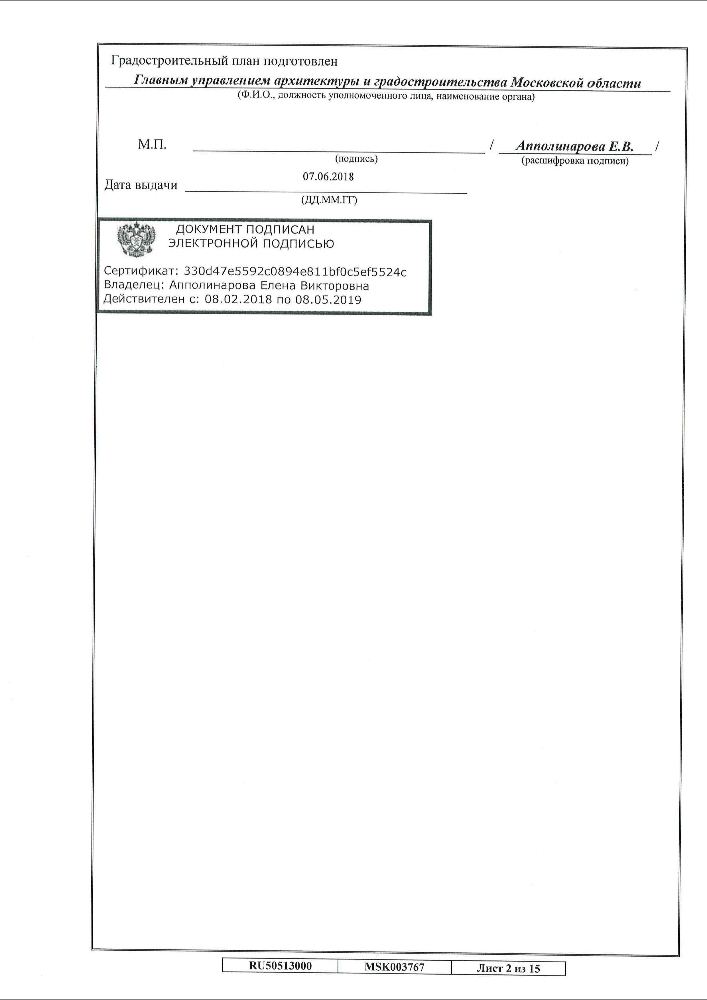 Градостроительный план подготовлен
Главным управлением архитектуры и градостроительства Московской области
(Ф.И.О., должность уполномоченного лица, наименование органа)
М.П. / Апполинарова Е.В. /
(подпись) (расшифровка подписи)
07.06.2018
Дата выдачи
(ДД.ММ.ГГ)
ДОКУМЕНТ ПОДПИСАН
ЭЛЕКТРОННОЙ ПОДПИСЬЮ
Сертификат: 330d47e5592c0894e811bf0c5ef5524c
Владелец: Апполинарова Елена Викторовна
Действителен с: 08.02.2018 по 08.05.2019
RU50513000 MSK003767 Лист 2 из 15